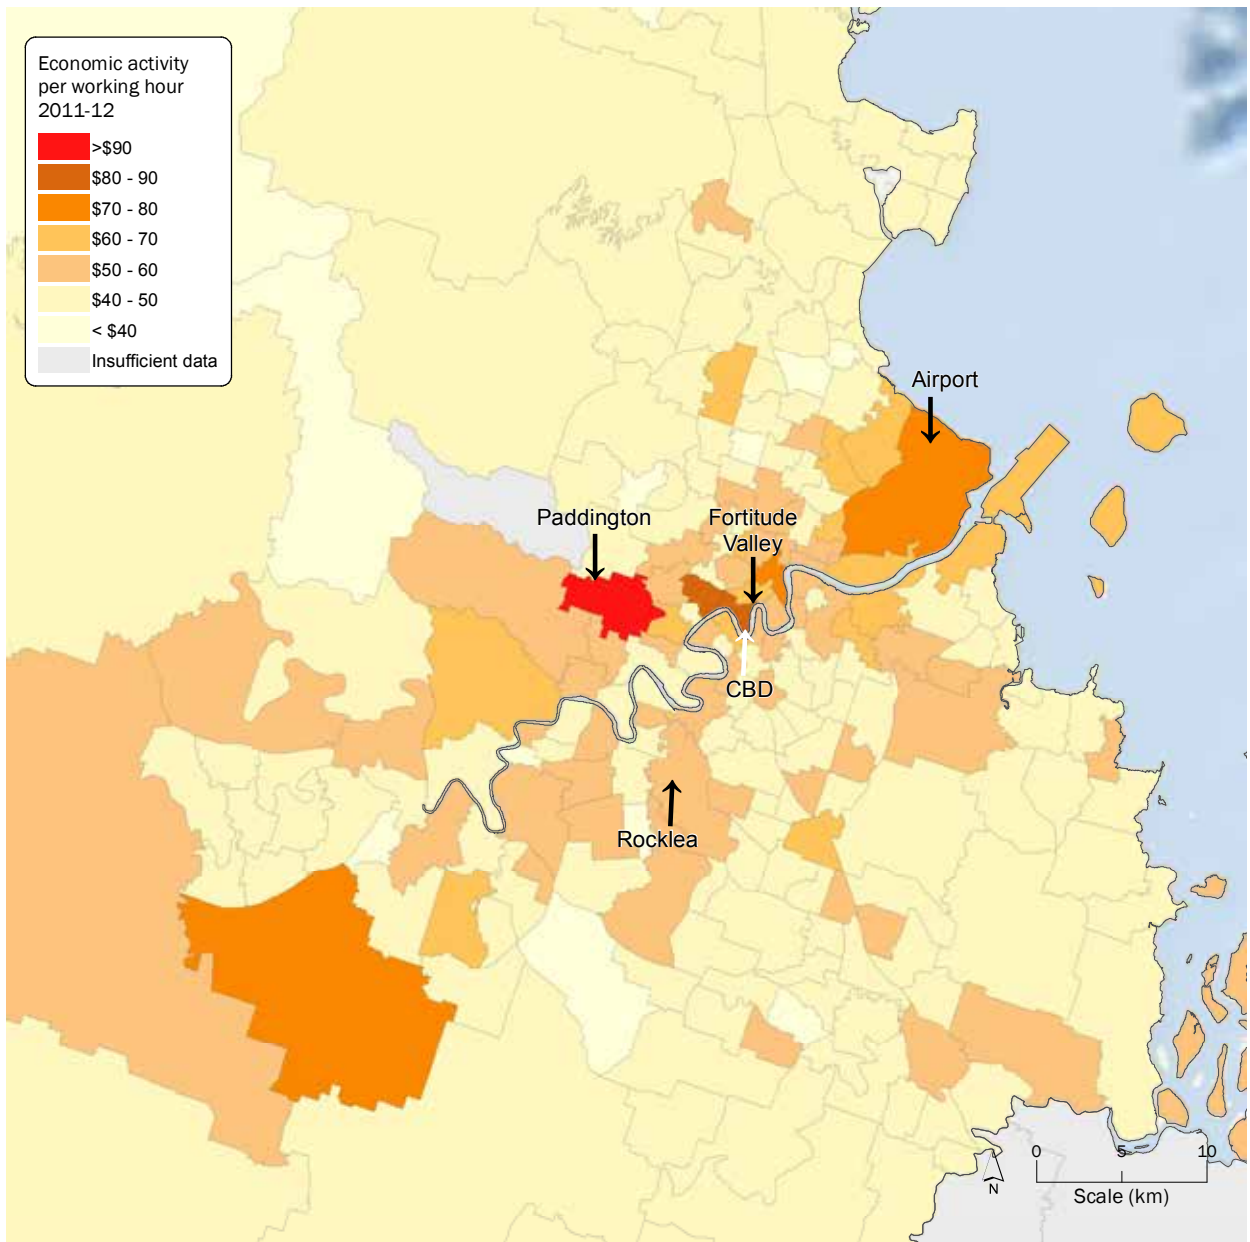 Economic activity
per working hour
2011-12
>$90
$80 - 90
$70 - 80
$60 - 70
$50 - 60
$40 - 50
< $40
Insufficient data
Airport
Paddington
Fortitude
Valley
CBD
Rocklea
0 5 10
N
Scale (km)